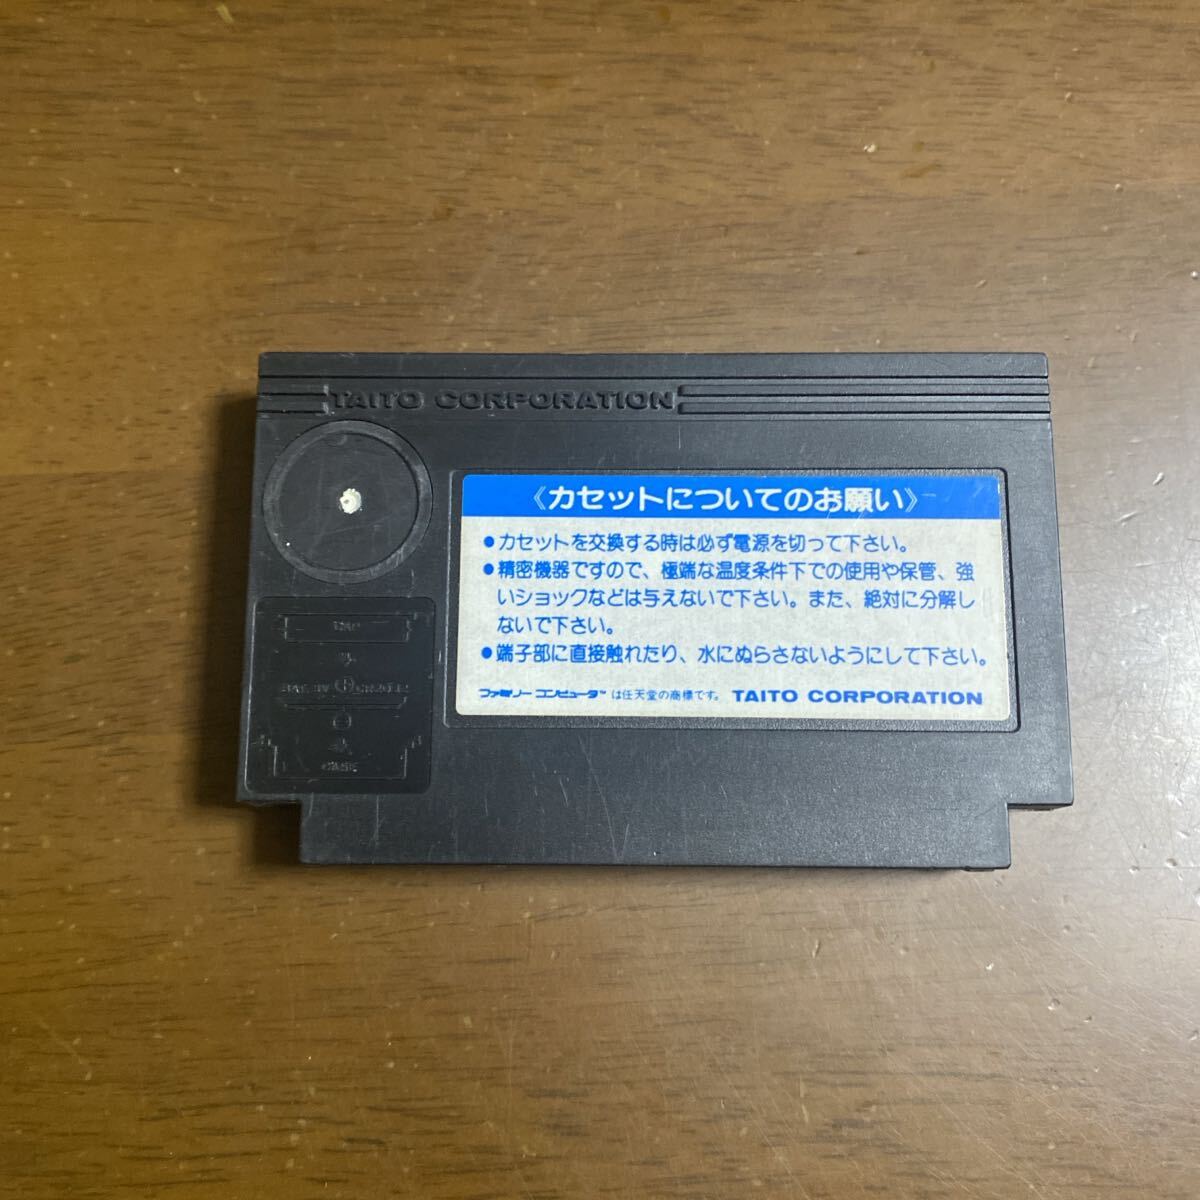 TAITO CORPORATION
《カセットについてのお願い》
●カセットを交換する時は必ず電源を切って下さい。
●精密機器ですので、極端な温度条件下での使用や保管、強
いショックなどは与えないで下さい。また、絶対に分解し
ないで下さい。
●端子部に直接触れたり、水にぬらさないようにして下さい。
ファミリーコンピュータ™ は任天堂の商標です。 TAITO CORPORATION